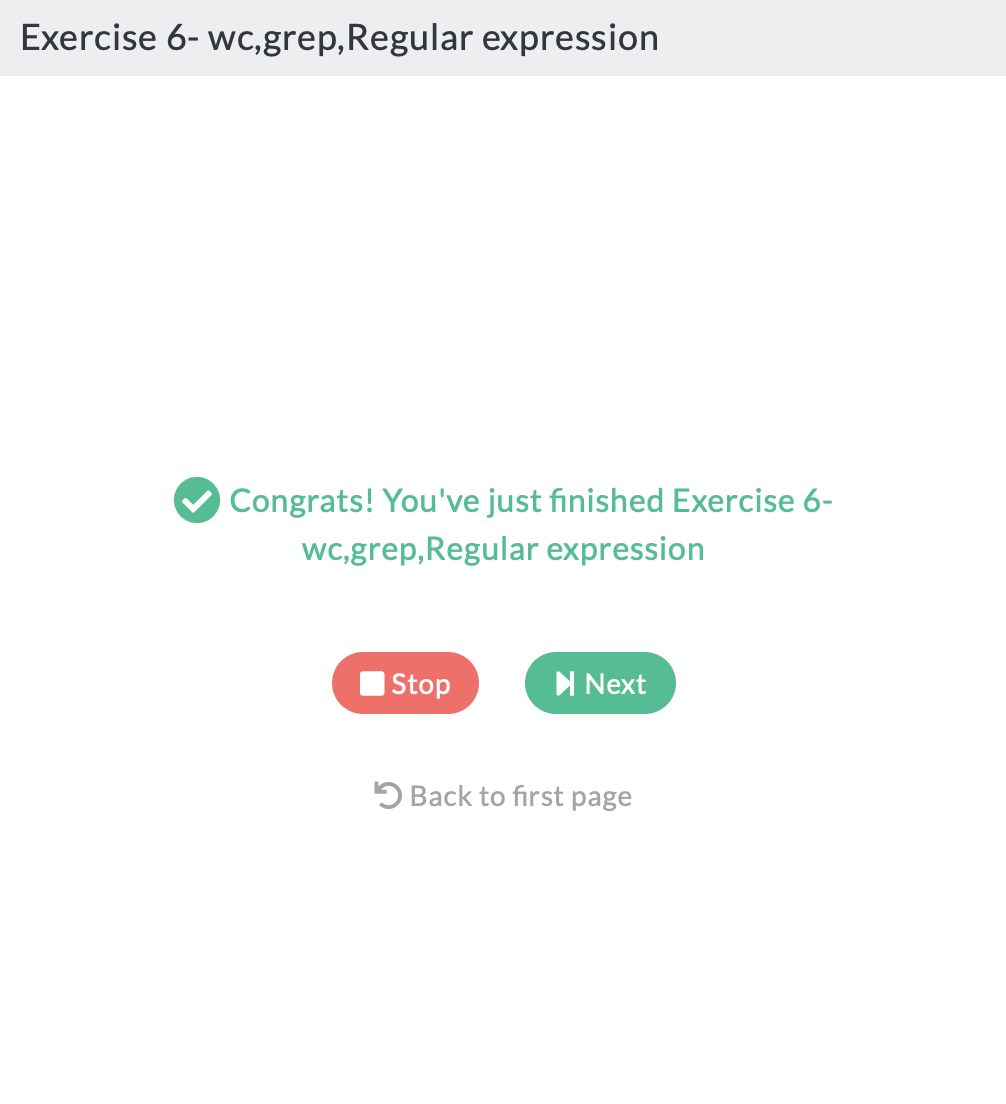 Exercise 6- wc,grep,Regular expression
Congrats! You've just finished Exercise 6-
wc,grep,Regular expression
Stop
Next
Back to first page